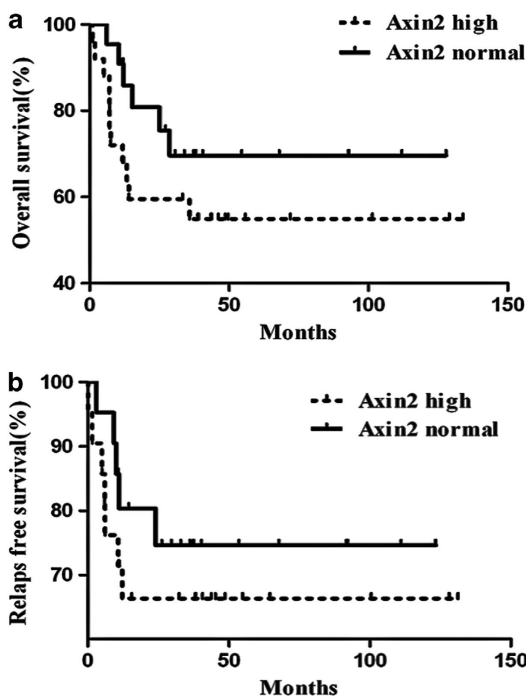 a
Axin2 high
Axin2 normal
Overall survival(%)
100
80
60
40
0
50
100
150
Months
b
Axin2 high
Axin2 normal
Relaps free survival(%)
100
90
80
70
0
50
100
150
Months